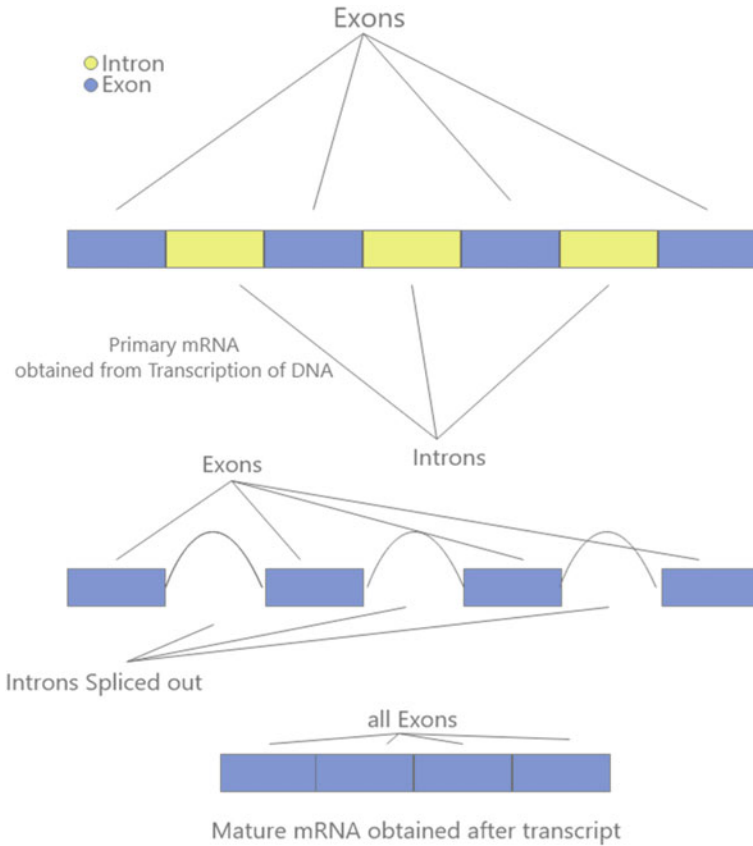 Exons
Intron
Exon
Primary mRNA
obtained from Transcription of DNA
Introns
Exons
Introns Spliced out
all Exons
Mature mRNA obtained after transcript